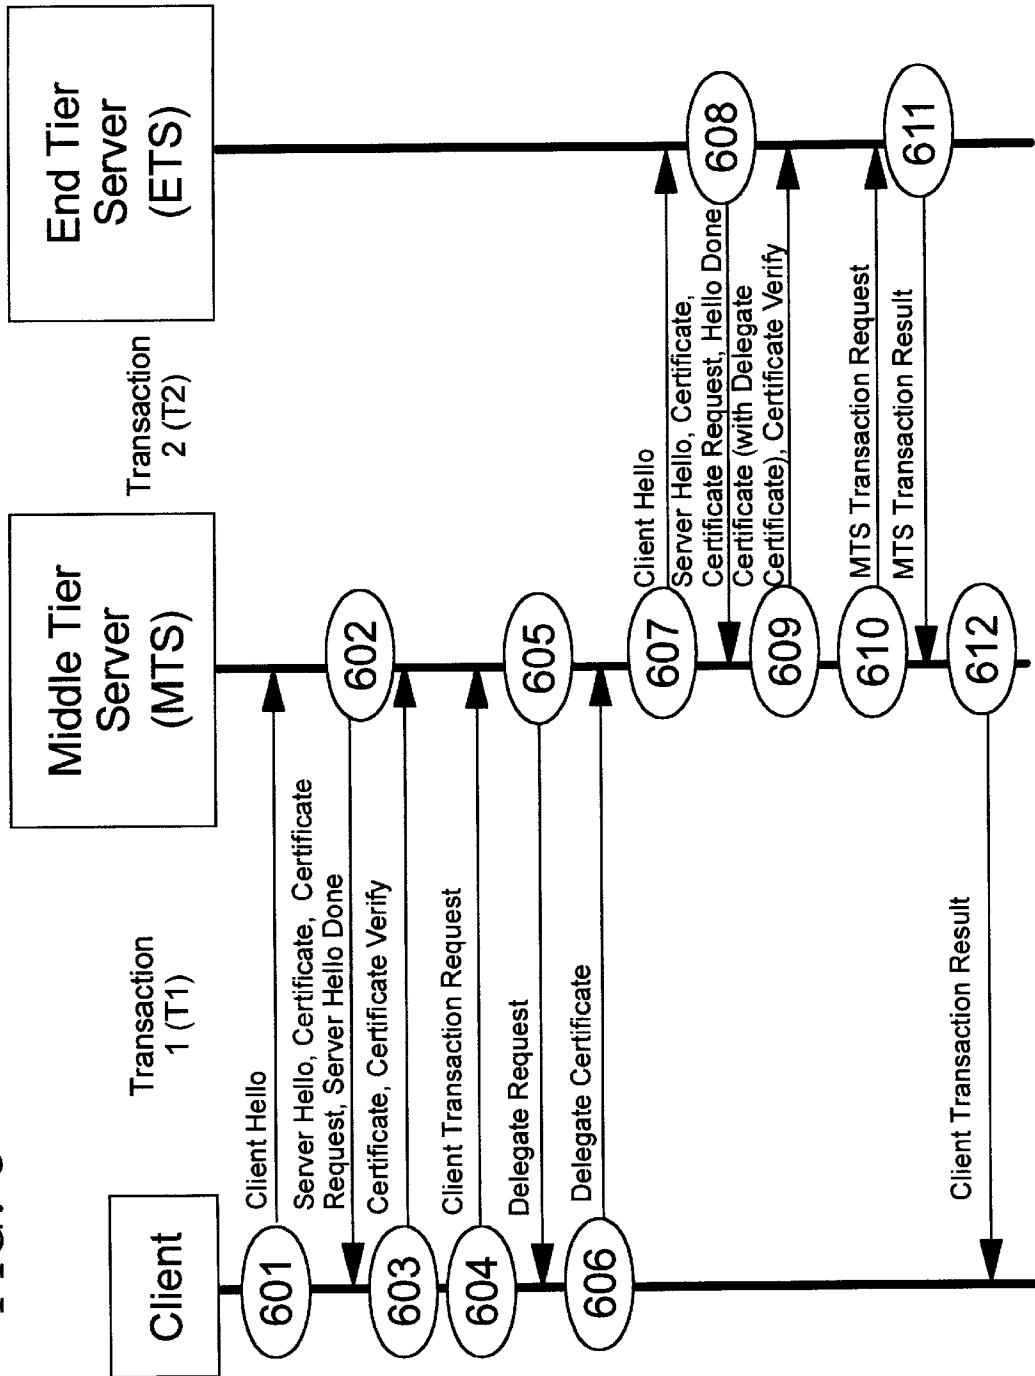 Client
Transaction
1 (T1)
Middle Tier
Server
(MTS)
Transaction
2 (T2)
End Tier
Server
(ETS)
601
Client Hello
Server Hello, Certificate, Certificate
Request, Server Hello Done
602
603
Certificate, Certificate Verify
604
Client Transaction Request
Delegate Request
605
606
Delegate Certificate
607
Client Hello
Server Hello, Certificate,
Certificate Request, Hello Done
608
609
Certificate (with Delegate
Certificate), Certificate Verify
610
MTS Transaction Request
MTS Transaction Result
611
Client Transaction Result
612